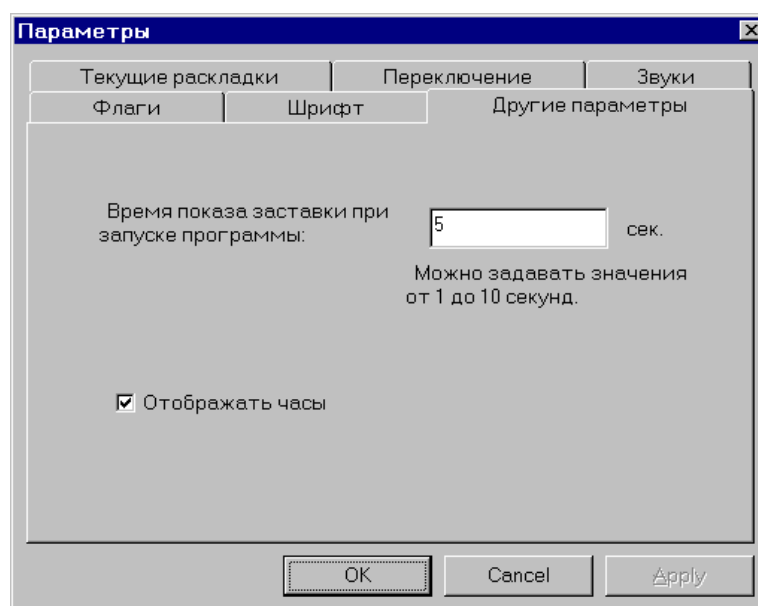 Параметры
Текущие раскладки Переключение Звуки
Флаги Шрифт Другие параметры
Время показа заставки при
запуске программы:
5 сек.
Можно задавать значения
от 1 до 10 секунд.
Отображать часы
OK Cancel Apply